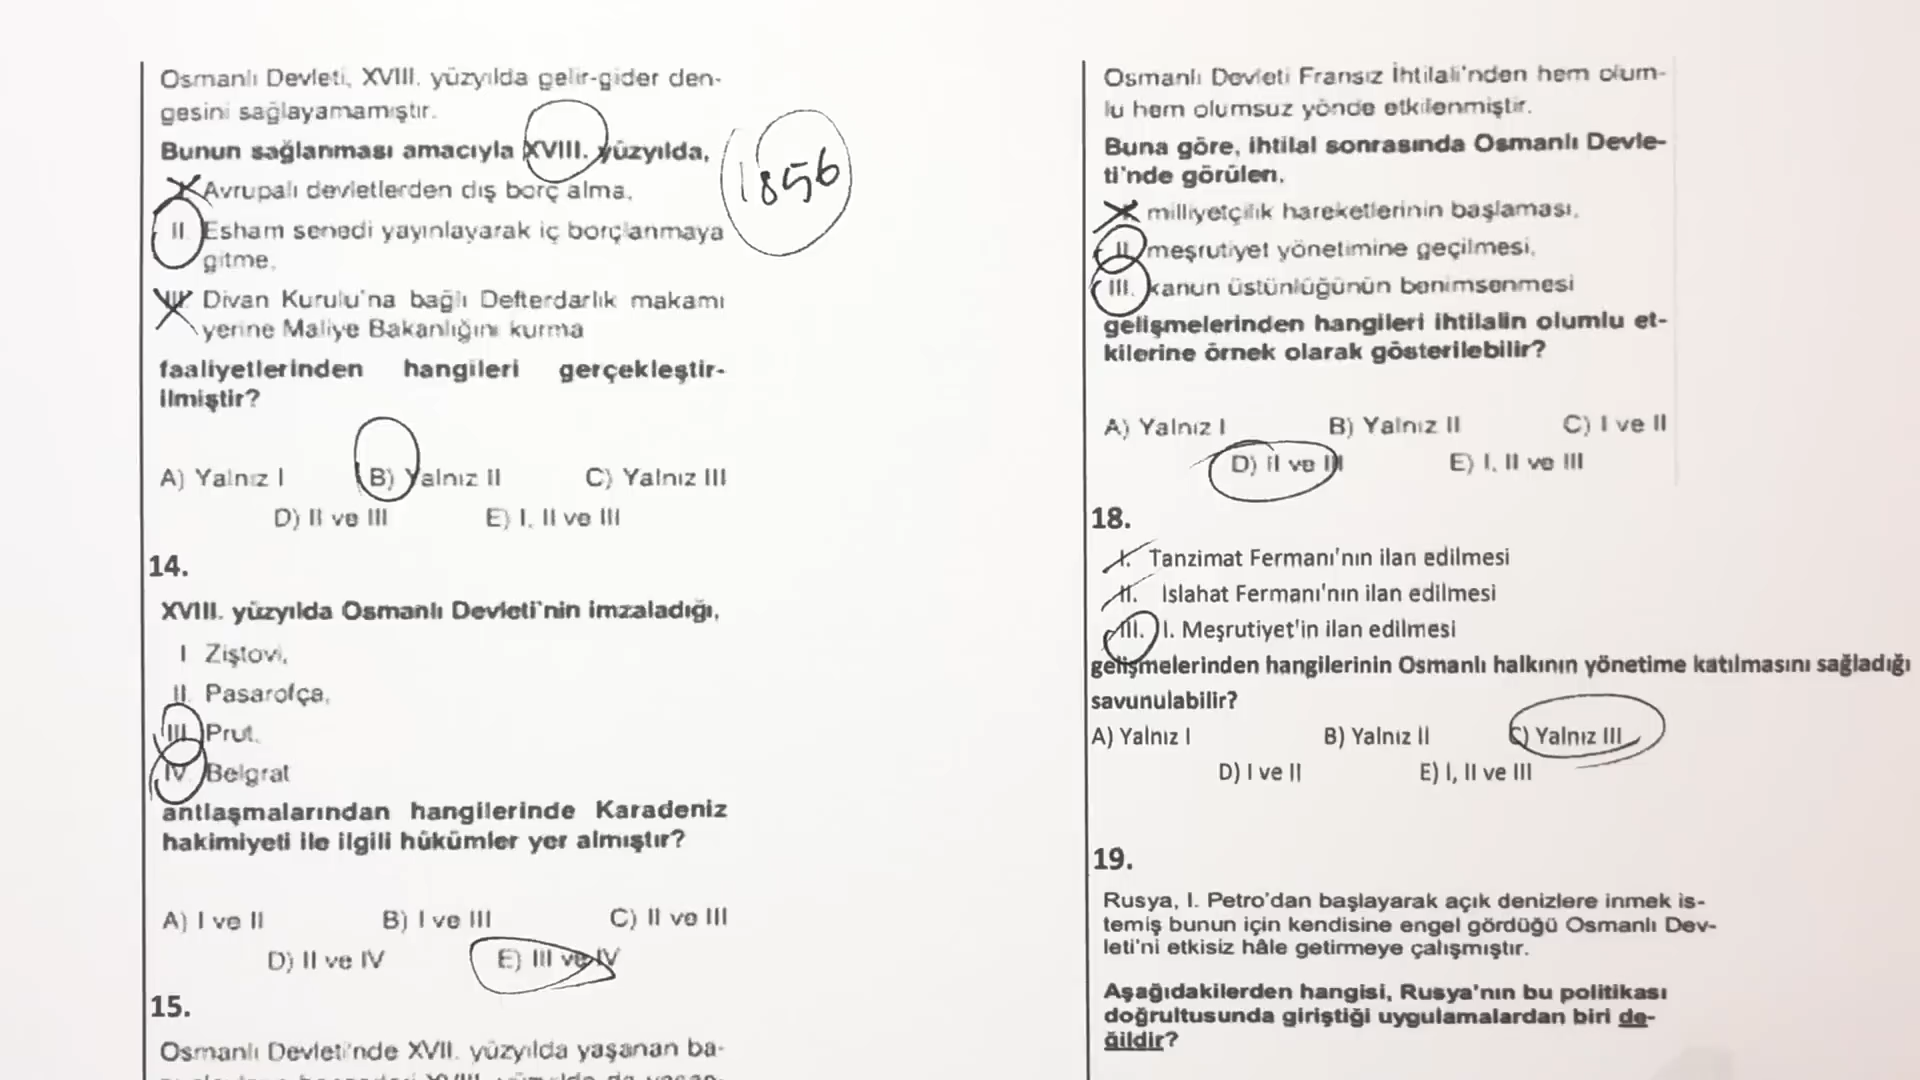 Osmanlı Devleti, XVIII. yüzyılda gelir-gider den-
gesini sağlayamamıştır.
Bunun sağlanması amacıyla XVIII. yüzyılda,
I. Avrupalı devletlerden dış borç alma,
II. Esham senedi yayınlayarak iç borçlanmaya
gitme,
III. Divan Kurulu'na bağlı Defterdarlık makamı
yerine Maliye Bakanlığını kurma
faaliyetlerinden hangileri gerçekleştir-
ilmiştir?
A) Yalnız I B) Yalnız II C) Yalnız III
D) II ve III E) I, II ve III
1856
14.
XVIII. yüzyılda Osmanlı Devleti'nin imzaladığı,
I Ziştovi,
II. Pasarofça,
III. Prut,
IV. Belgrat
antlaşmalarından hangilerinde Karadeniz
hakimiyeti ile ilgili hükümler yer almıştır?
A) I ve II B) I ve III C) II ve III
D) II ve IV E) III ve IV
15.
Osmanlı Devleti'nde XVII. yüzyılda yaşanan ba-
Osmanlı Devleti Fransız İhtilali'nden hem olum-
lu hem olumsuz yönde etkilenmiştir.
Buna göre, ihtilal sonrasında Osmanlı Devle-
ti'nde görülen,
I. milliyetçilik hareketlerinin başlaması,
II. meşrutiyet yönetimine geçilmesi,
III. kanun üstünlüğünün benimsenmesi
gelişmelerinden hangileri ihtilalin olumlu et-
kilerine örnek olarak gösterilebilir?
A) Yalnız I B) Yalnız II C) I ve II
D) II ve III E) I, II ve III
18.
I. Tanzimat Fermanı'nın ilan edilmesi
II. Islahat Fermanı'nın ilan edilmesi
III. I. Meşrutiyet'in ilan edilmesi
gelişmelerinden hangilerinin Osmanlı halkının yönetime katılmasını sağladığı
savunulabilir?
A) Yalnız I B) Yalnız II C) Yalnız III
D) I ve II E) I, II ve III
19.
Rusya, I. Petro'dan başlayarak açık denizlere inmek is-
temiş bunun için kendisine engel gördüğü Osmanlı Dev-
leti'ni etkisiz hâle getirmeye çalışmıştır.
Aşağıdakilerden hangisi, Rusya'nın bu politikası
doğrultusunda giriştiği uygulamalardan biri de-
ğildir?